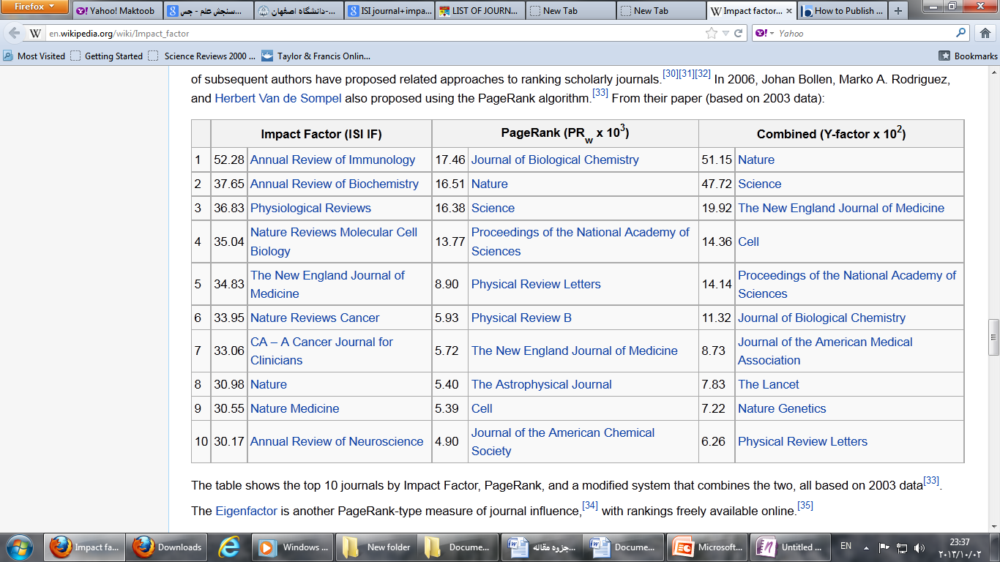 Firefox
Yahoo! Maktoob
سنجش علم - جس...
دانشگاه اصفهان-...
ISI journal+impa...
LIST OF JOURN...
New Tab
New Tab
Impact factor...
How to Publish ...
en.wikipedia.org/wiki/Impact_factor
Yahoo
Most Visited
Getting Started
Science Reviews 2000 ...
Taylor & Francis Onlin...
Bookmarks
of subsequent authors have proposed related approaches to ranking scholarly journals.[30][31][32] In 2006, Johan Bollen, Marko A. Rodriguez,
and Herbert Van de Sompel also proposed using the PageRank algorithm.[33] From their paper (based on 2003 data):
Impact Factor (ISI IF) PageRank (PRw x 103) Combined (Y-factor x 102)
1 52.28 Annual Review of Immunology 17.46 Journal of Biological Chemistry 51.15 Nature
2 37.65 Annual Review of Biochemistry 16.51 Nature 47.72 Science
3 36.83 Physiological Reviews 16.38 Science 19.92 The New England Journal of Medicine
4 35.04 Nature Reviews Molecular Cell Biology 13.77 Proceedings of the National Academy of Sciences 14.36 Cell
5 34.83 The New England Journal of Medicine 8.90 Physical Review Letters 14.14 Proceedings of the National Academy of Sciences
6 33.95 Nature Reviews Cancer 5.93 Physical Review B 11.32 Journal of Biological Chemistry
7 33.06 CA – A Cancer Journal for Clinicians 5.72 The New England Journal of Medicine 8.73 Journal of the American Medical Association
8 30.98 Nature 5.40 The Astrophysical Journal 7.83 The Lancet
9 30.55 Nature Medicine 5.39 Cell 7.22 Nature Genetics
10 30.17 Annual Review of Neuroscience 4.90 Journal of the American Chemical Society 6.26 Physical Review Letters
The table shows the top 10 journals by Impact Factor, PageRank, and a modified system that combines the two, all based on 2003 data[33].
The Eigenfactor is another PageRank-type measure of journal influence,[34] with rankings freely available online.[35]
Impact fa...
Downloads
Windows ...
New folder
Docume...
جزوه مقاله...
Docume...
Microsoft...
Untitled ...
EN
23:37
۲۰۱۳/۱۰/۰۲